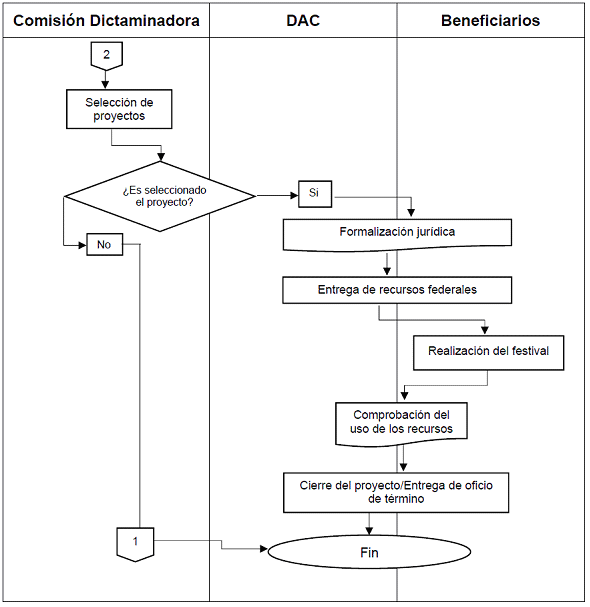 Comisión Dictaminadora
DAC
Beneficiarios
2
Selección de
proyectos
¿Es seleccionado
el proyecto?
Si
No
Formalización jurídica
Entrega de recursos federales
Realización del festival
Comprobación del
uso de los recursos
Cierre del proyecto/Entrega de oficio
de término
1
Fin